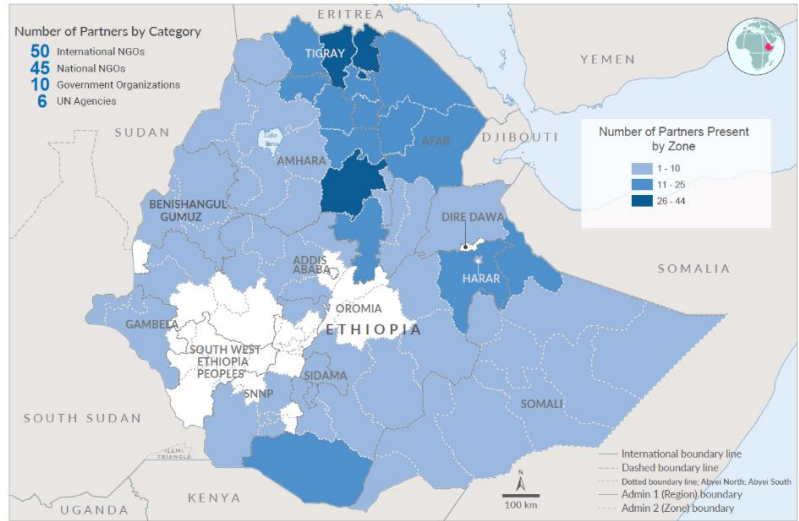 ERITREA
Number of Partners by Category
50 International NGOs
45 National NGOs
10 Government Organizations
6 UN Agencies
TIGRAY
YEMEN
SUDAN
Lake
Tana
AFAR
DJIBOUTI
AMHARA
Number of Partners Present
by Zone
1 - 10
11 - 25
26 - 44
BENISHANGUL
GUMUZ
DIRE DAWA
ADDIS
ABABA
SOMALIA
HARAR
OROMIA
GAMBELA
ETHIOPIA
SOUTH WEST
ETHIOPIA
PEOPLES
SIDAMA
SNNP
SOMALI
SOUTH SUDAN
ILEMI
TRIANGLE
International boundary line
Dashed boundary line
Dotted boundary line; Abyei North; Abyei South
Admin 1 (Region) boundary
Admin 2 (Zone) boundary
N
100 km
KENYA
UGANDA